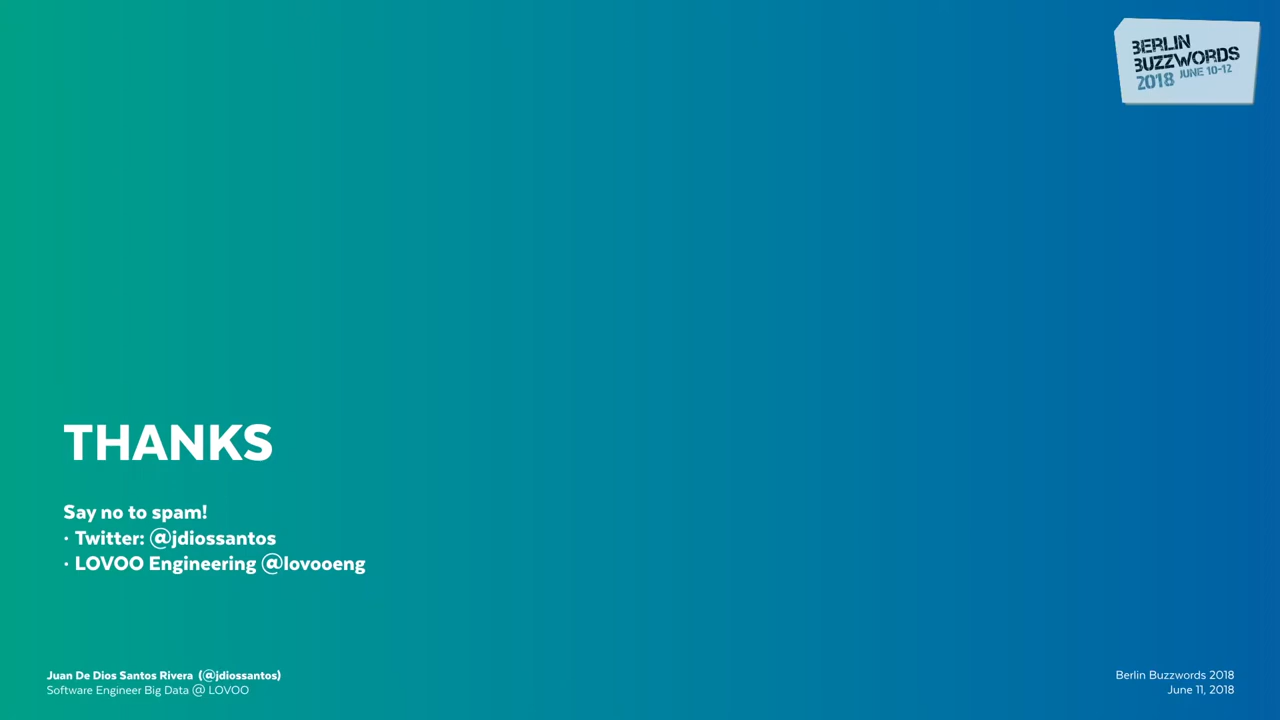 BERLIN
BUZZWORDS
2018 JUNE 10-12
THANKS
Say no to spam!
• Twitter: @jdiossantos
• LOVOO Engineering @lovooeng
Juan De Dios Santos Rivera (@jdiossantos)
Software Engineer Big Data @ LOVOO
Berlin Buzzwords 2018
June 11, 2018